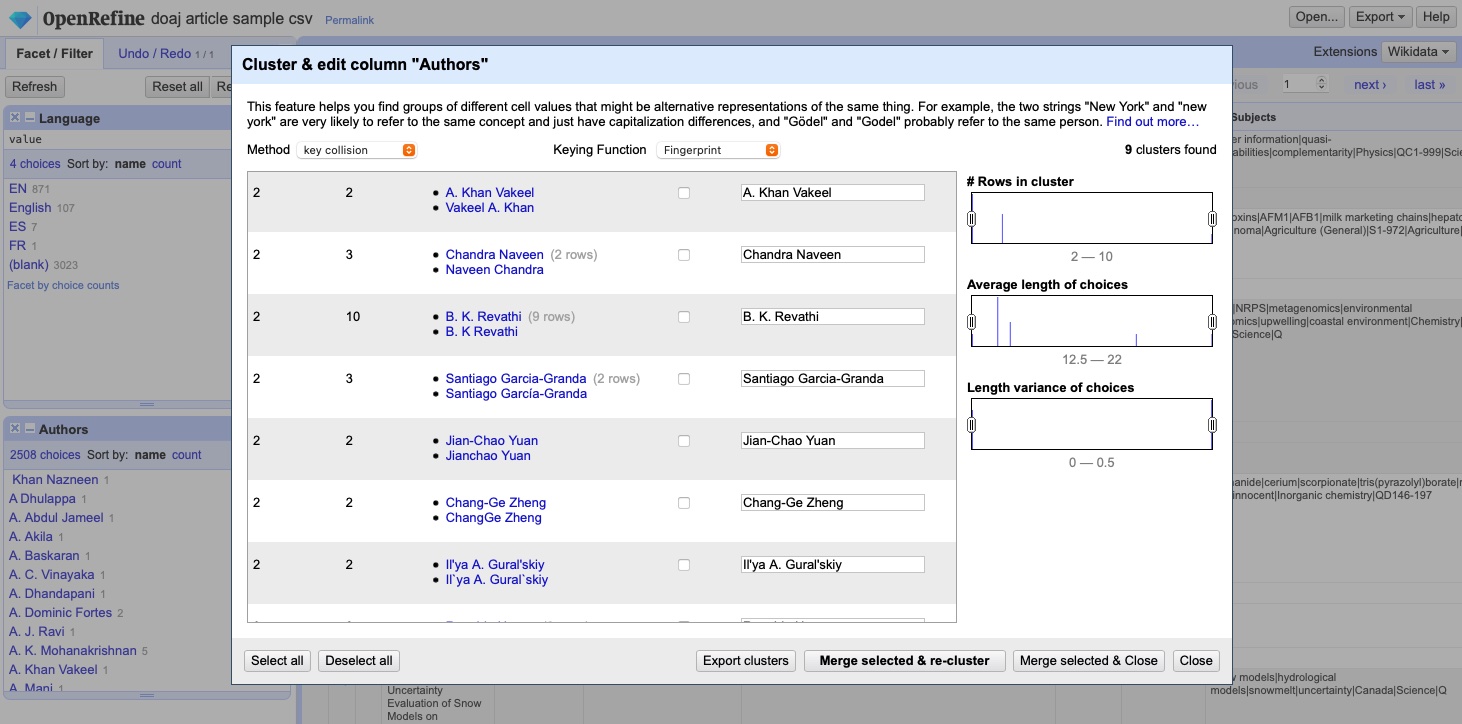 OpenRefine doaj article sample csv Permalink
Open... Export Help
Facet / Filter Undo / Redo 1 / 1
Extensions Wikidata
Refresh Reset all Re
1 next › last »
Language
value
4 choices Sort by: name count
EN 871
English 107
ES 7
FR 1
(blank) 3023
Facet by choice counts
Authors
2508 choices Sort by: name count
Khan Nazneen 1
A Dhulappa 1
A. Abdul Jameel 1
A. Akila 1
A. Baskaran 1
A. C. Vinayaka 1
A. Dhandapani 1
A. Dominic Fortes 2
A. J. Ravi 1
A. K. Mohanakrishnan 5
A. Khan Vakeel 1
A. Mani 1
Cluster & edit column "Authors"
This feature helps you find groups of different cell values that might be alternative representations of the same thing. For example, the two strings "New York" and "new
york" are very likely to refer to the same concept and just have capitalization differences, and "Gödel" and "Godel" probably refer to the same person. Find out more…
Method key collision Keying Function Fingerprint 9 clusters found
2 2 • A. Khan Vakeel A. Khan Vakeel
• Vakeel A. Khan
2 3 • Chandra Naveen (2 rows) Chandra Naveen
• Naveen Chandra
2 10 • B. K. Revathi (9 rows) B. K. Revathi
• B. K Revathi
2 3 • Santiago Garcia-Granda (2 rows) Santiago Garcia-Granda
• Santiago García-Granda
2 2 • Jian-Chao Yuan Jian-Chao Yuan
• Jianchao Yuan
2 2 • Chang-Ge Zheng Chang-Ge Zheng
• ChangGe Zheng
2 2 • Il'ya A. Gural'skiy Il'ya A. Gural'skiy
• Il`ya A. Gural`skiy
# Rows in cluster
2 — 10
Average length of choices
12.5 — 22
Length variance of choices
0 — 0.5
Select all Deselect all Export clusters Merge selected & re-cluster Merge selected & Close Close
Subjects
er information|quasi-
abilities|complementarity|Physics|QC1-999|Scie
oxins|AFM1|AFB1|milk marketing chains|hepato
noma|Agriculture (General)|S1-972|Agriculture|
|NRPS|metagenomics|environmental
omics|upwelling|coastal environment|Chemistry|
Science|Q
anide|cerium|scorpionate|tris(pyrazolyl)borate|r
innocent|Inorganic chemistry|QD146-197
w models|hydrological
models|snowmelt|uncertainty|Canada|Science|Q
Uncertainty
Evaluation of Snow
Models on